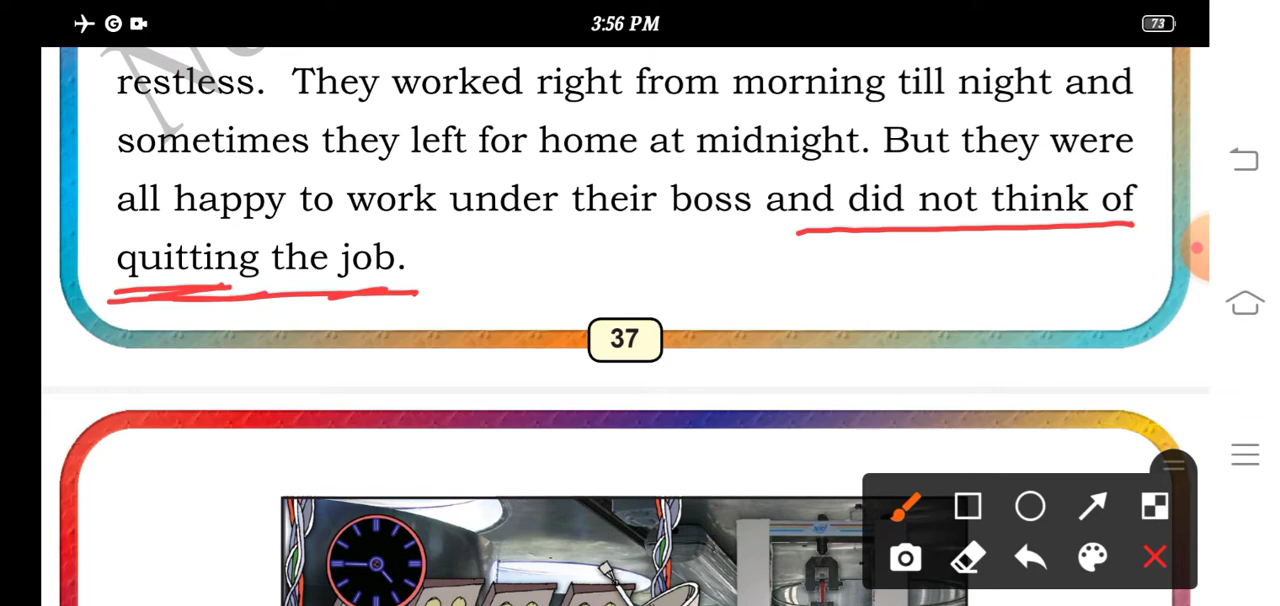 3:56 PM
73
restless. They worked right from morning till night and
sometimes they left for home at midnight. But they were
all happy to work under their boss and did not think of
quitting the job.
37